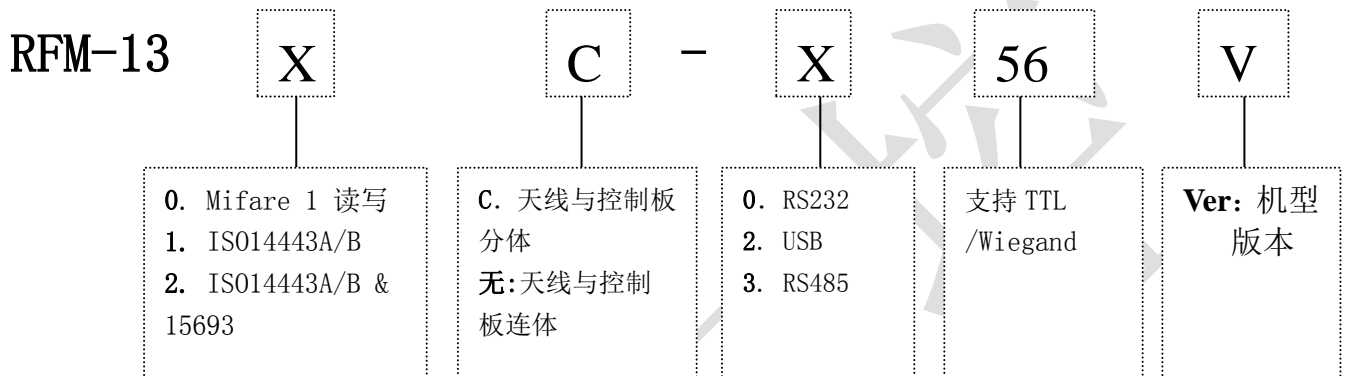 RFM-13 X C - X 56 V
0. Mifare 1 读写
1. ISO14443A/B
2. ISO14443A/B &
15693
C. 天线与控制板
分体
无:天线与控制
板连体
0. RS232
2. USB
3. RS485
支持 TTL
/Wiegand
Ver: 机型
版本